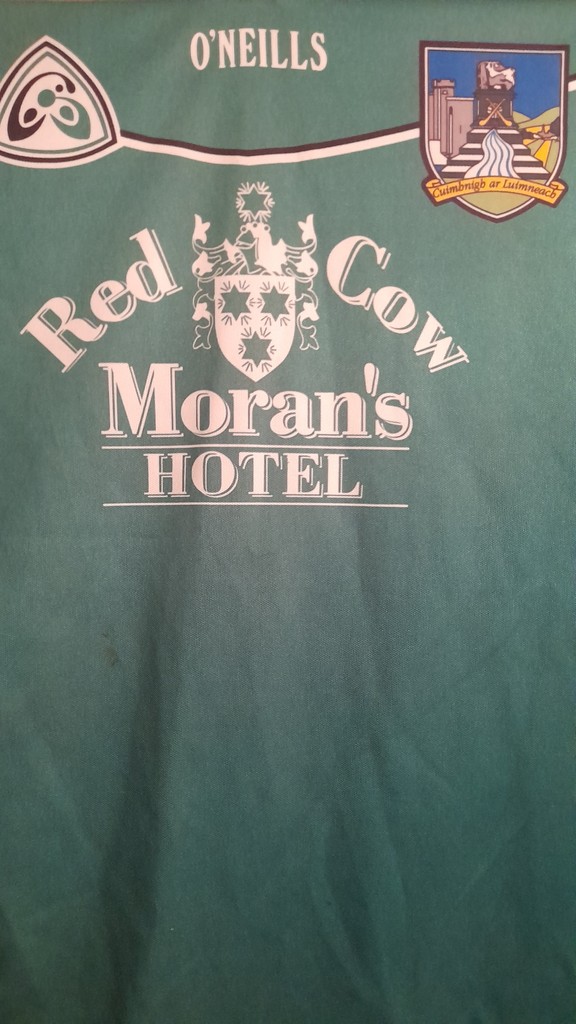 O'NEILLS
Cuimhnigh ar Luimneach
Red Cow
Moran's
HOTEL